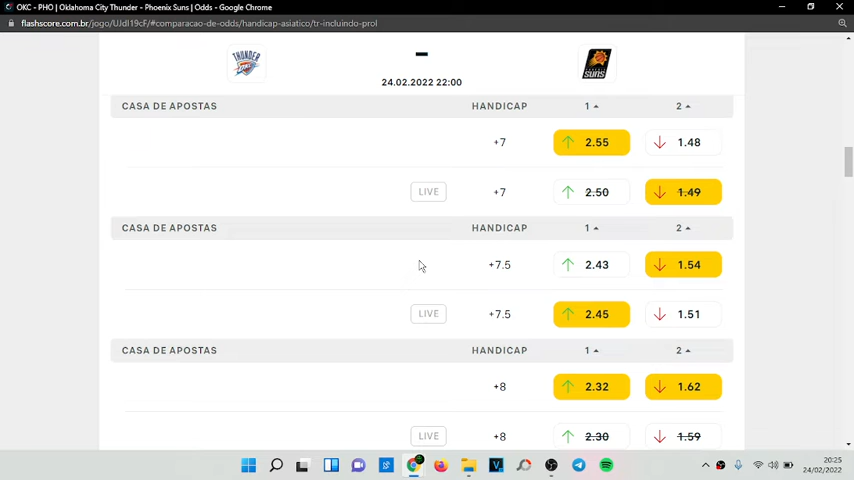 OKC - PHO | Oklahoma City Thunder - Phoenix Suns | Odds - Google Chrome
flashscore.com.br/jogo/UJdI19cF/#comparacao-de-odds/handicap-asiatico/tr-incluindo-prol
THUNDER
SUNS
24.02.2022 22:00
CASA DE APOSTAS HANDICAP 1 2
+7 2.55 1.48
LIVE +7 2.50 1.49
CASA DE APOSTAS HANDICAP 1 2
+7.5 2.43 1.54
LIVE +7.5 2.45 1.51
CASA DE APOSTAS HANDICAP 1 2
+8 2.32 1.62
LIVE +8 2.30 1.59
20:25
24/02/2022